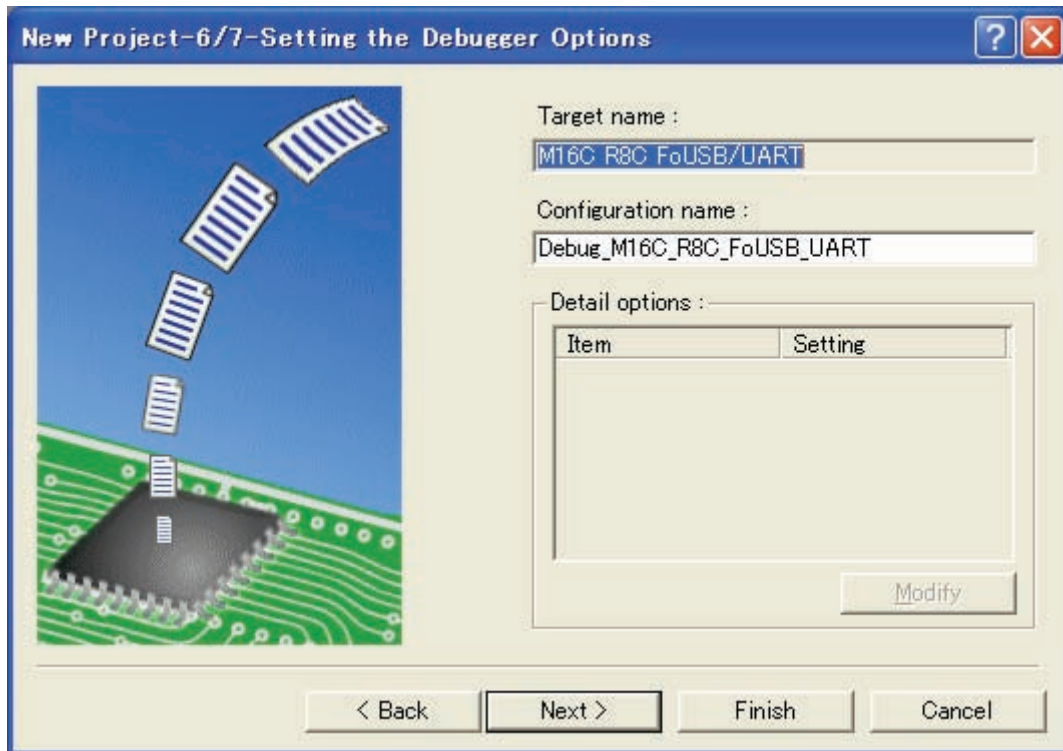 New Project-6/7-Setting the Debugger Options
Target name :
M16C R8C FoUSB/UART
Configuration name :
Debug_M16C_R8C_FoUSB_UART
Detail options :
Item Setting
Modify
< Back Next > Finish Cancel